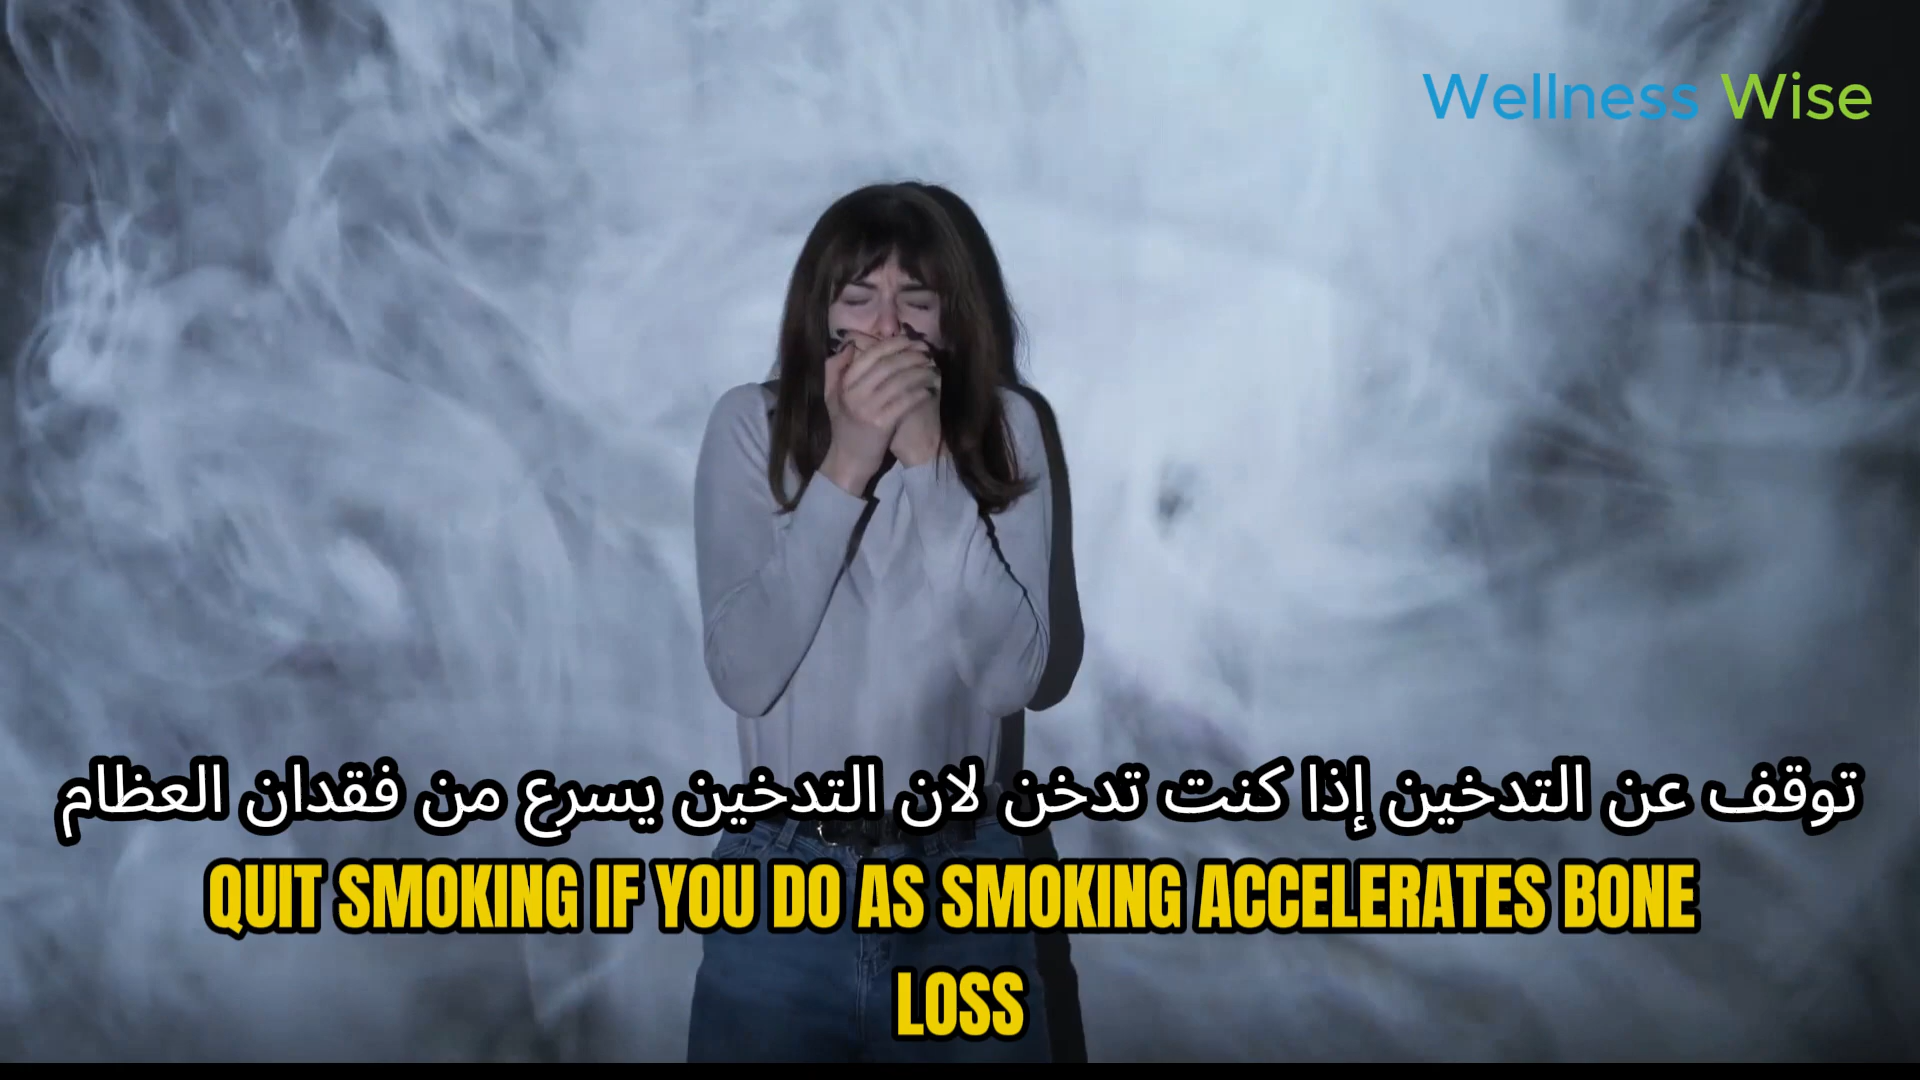 Wellness Wise
توقف عن التدخين إذا كنت تدخن لان التدخين يسرع من فقدان العظام
QUIT SMOKING IF YOU DO AS SMOKING ACCELERATES BONE
LOSS